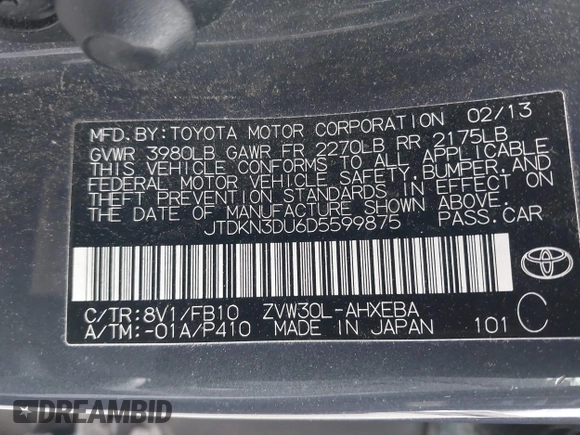 MFD. BY: TOYOTA MOTOR CORPORATION 02/13
GVWR 3980LB GAWR FR 2270LB RR 2175LB
THIS VEHICLE CONFORMS TO ALL APPLICABLE
FEDERAL MOTOR VEHICLE SAFETY, BUMPER, AND
THEFT PREVENTION STANDARDS IN EFFECT ON
THE DATE OF MANUFACTURE SHOWN ABOVE.
JTDKN3DU6D5599875 PASS. CAR
C/TR: 8V1/FB10 ZVW30L-AHXEBA
A/TM: -01A/P410 MADE IN JAPAN 101 C
DREAMBID